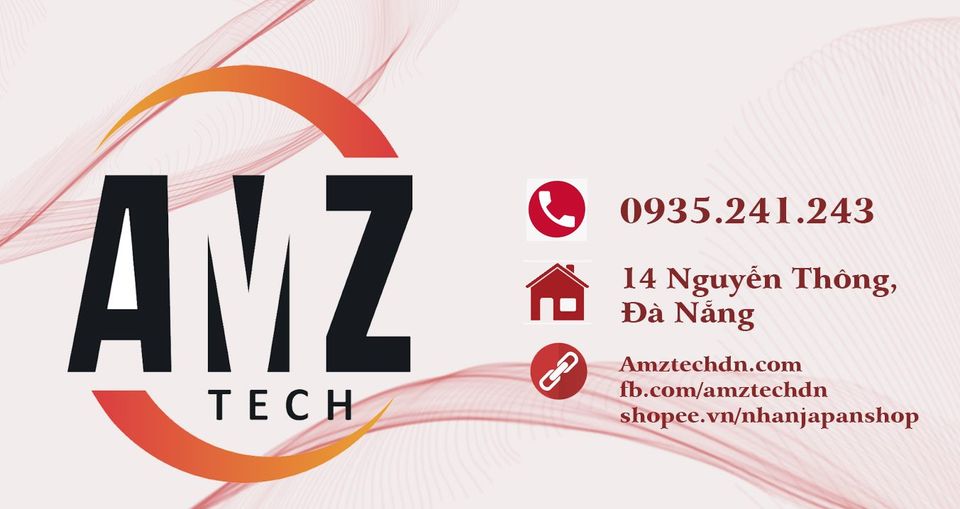 AMZ
TECH
0935.241.243
14 Nguyễn Thông,
Đà Nẵng
Amztechdn.com
fb.com/amztechdn
shopee.vn/nhanjapanshop